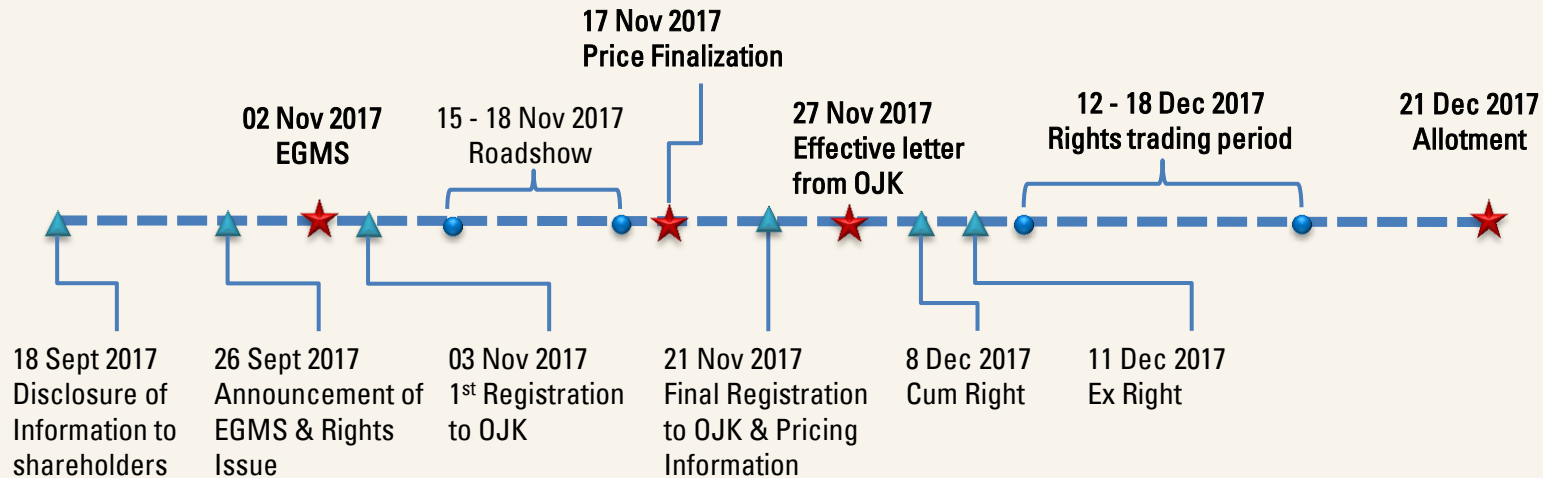 17 Nov 2017
Price Finalization
02 Nov 2017
EGMS
15 - 18 Nov 2017
Roadshow
27 Nov 2017
Effective letter
from OJK
12 - 18 Dec 2017
Rights trading period
21 Dec 2017
Allotment
18 Sept 2017
Disclosure of
Information to
shareholders
26 Sept 2017
Announcement of
EGMS & Rights
Issue
03 Nov 2017
1st Registration
to OJK
21 Nov 2017
Final Registration
to OJK & Pricing
Information
8 Dec 2017
Cum Right
11 Dec 2017
Ex Right